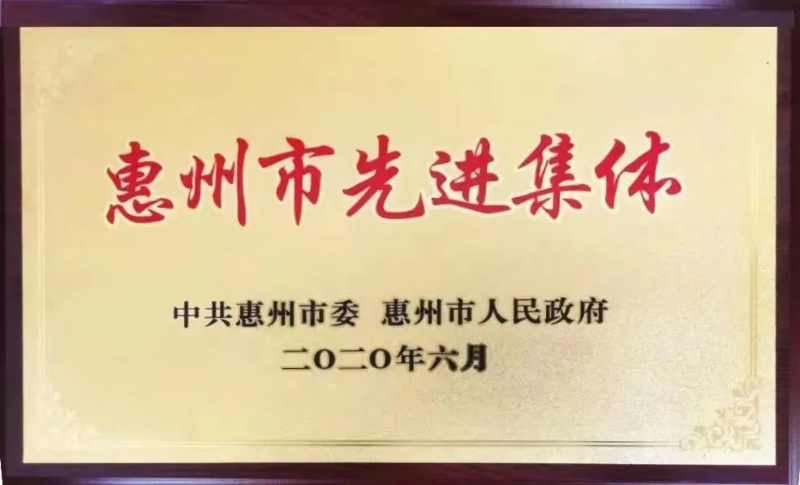 惠州市先进集体
中共惠州市委 惠州市人民政府
二〇二〇年六月